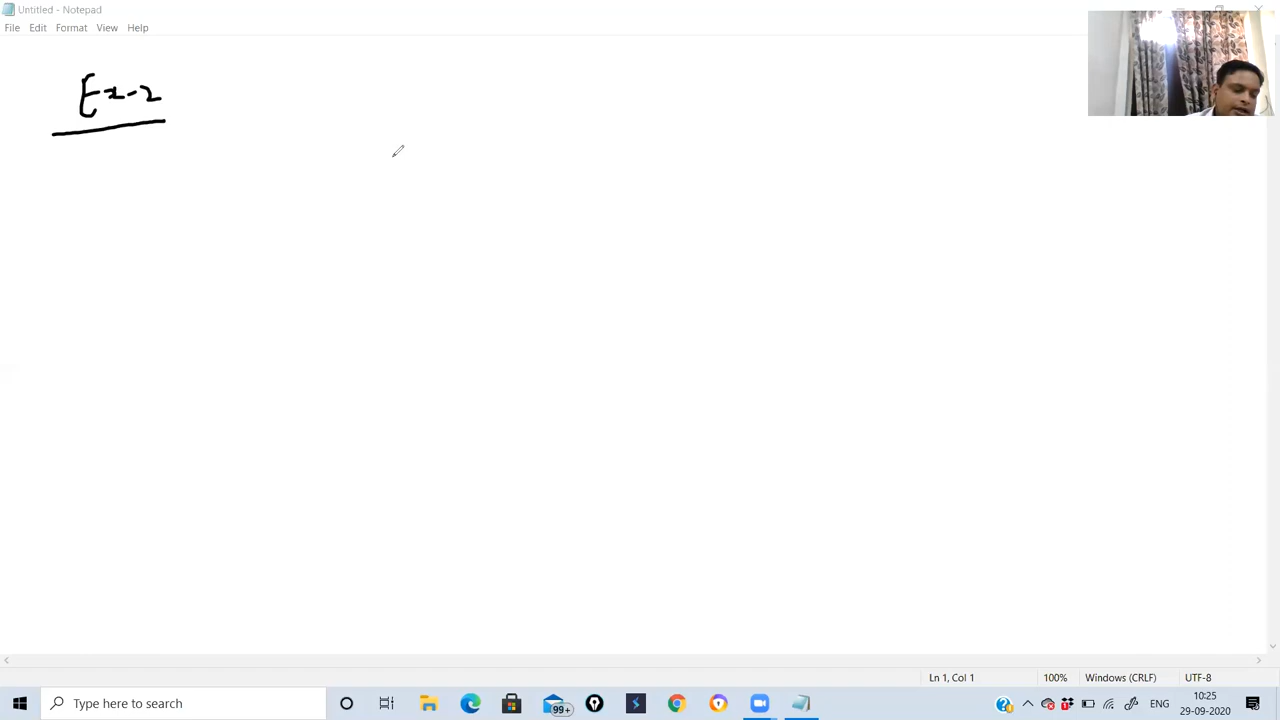 Untitled - Notepad
File Edit Format View Help
Ex-2
Ln 1, Col 1 100% Windows (CRLF) UTF-8
Type here to search
99+
ENG
10:25
29-09-2020